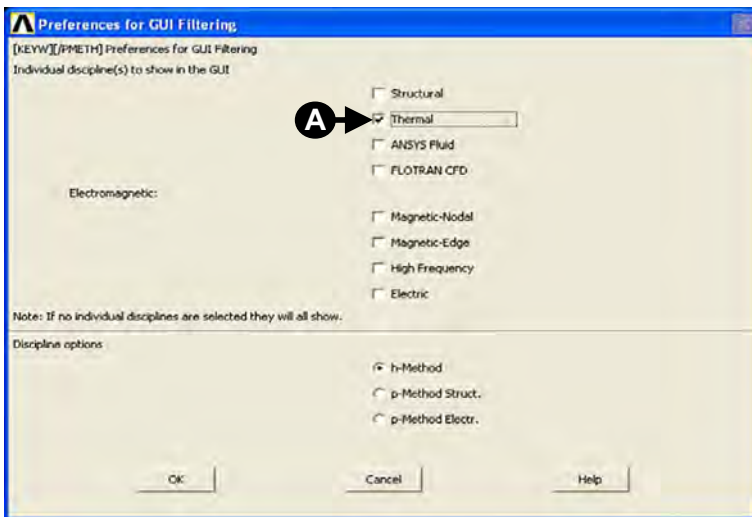 Preferences for GUI Filtering
[KEYW][/PMETH] Preferences for GUI Filtering
Individual discipline(s) to show in the GUI
Structural
A
Thermal
ANSYS Fluid
FLOTRAN CFD
Electromagnetic:
Magnetic-Nodal
Magnetic-Edge
High Frequency
Electric
Note: If no individual disciplines are selected they will all show.
Discipline options
h-Method
p-Method Struct.
p-Method Electr.
OK Cancel Help